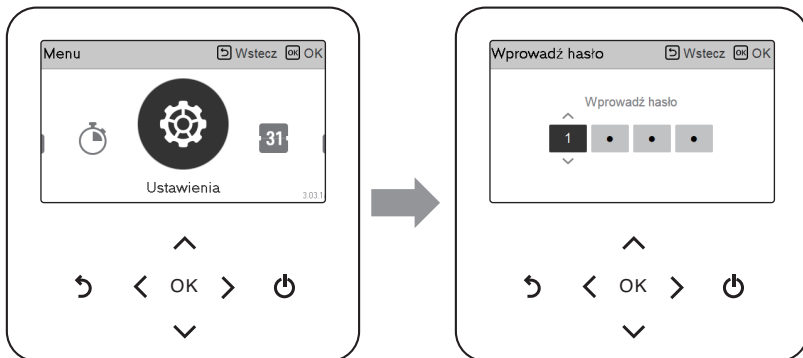 Menu
Wstecz OK OK
31
Ustawienia
3.03.1
OK
Wprowadź hasło
Wstecz OK OK
Wprowadź hasło
1
OK